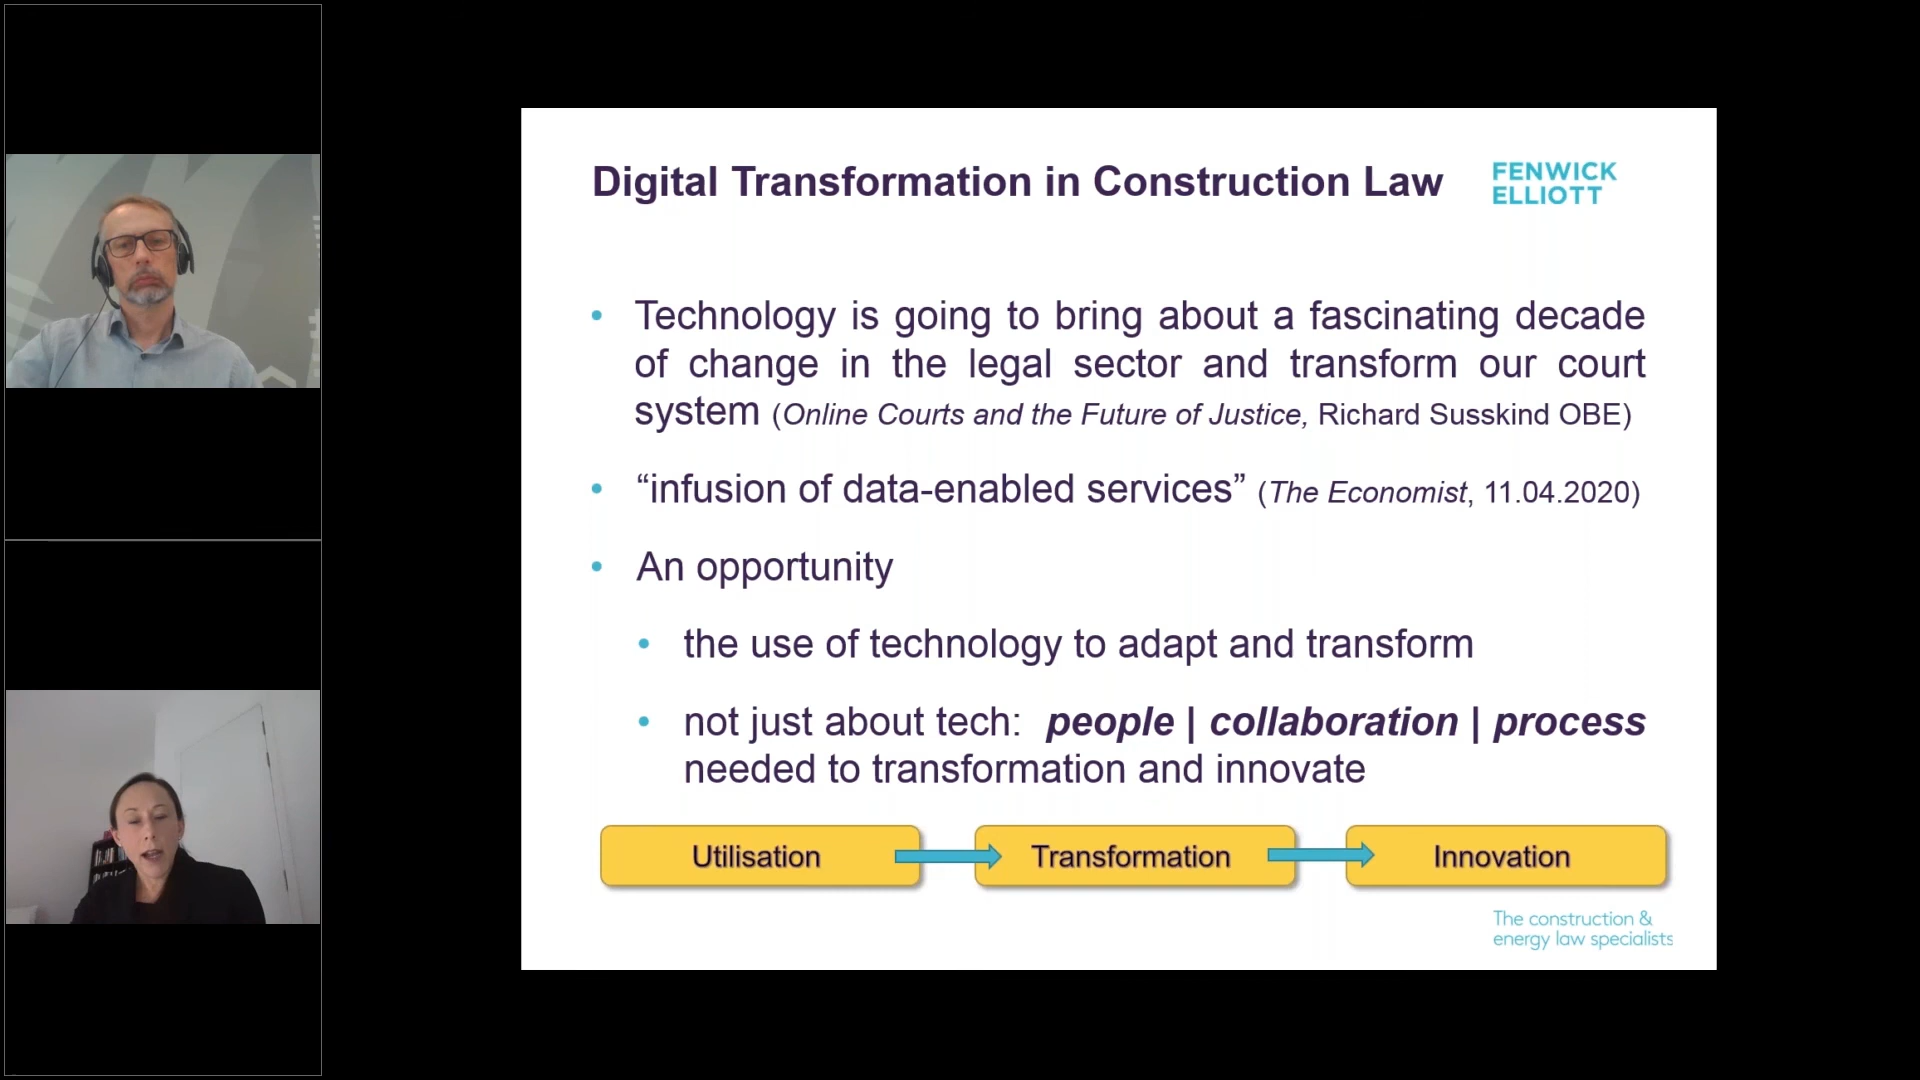 Digital Transformation in Construction Law
FENWICK
ELLIOTT
• Technology is going to bring about a fascinating decade
of change in the legal sector and transform our court
system (Online Courts and the Future of Justice, Richard Susskind OBE)
• “infusion of data-enabled services” (The Economist, 11.04.2020)
• An opportunity
• the use of technology to adapt and transform
• not just about tech: people | collaboration | process
needed to transformation and innovate
Utilisation
Transformation
Innovation
The construction &
energy law specialists